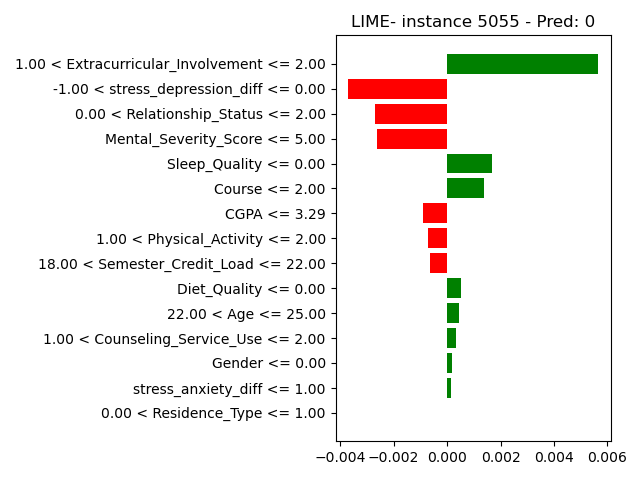 LIME- instance 5055 - Pred: 0
1.00 < Extracurricular_Involvement <= 2.00
-1.00 < stress_depression_diff <= 0.00
0.00 < Relationship_Status <= 2.00
Mental_Severity_Score <= 5.00
Sleep_Quality <= 0.00
Course <= 2.00
CGPA <= 3.29
1.00 < Physical_Activity <= 2.00
18.00 < Semester_Credit_Load <= 22.00
Diet_Quality <= 0.00
22.00 < Age <= 25.00
1.00 < Counseling_Service_Use <= 2.00
Gender <= 0.00
stress_anxiety_diff <= 1.00
0.00 < Residence_Type <= 1.00
−0.004 −0.002 0.000 0.002 0.004 0.006